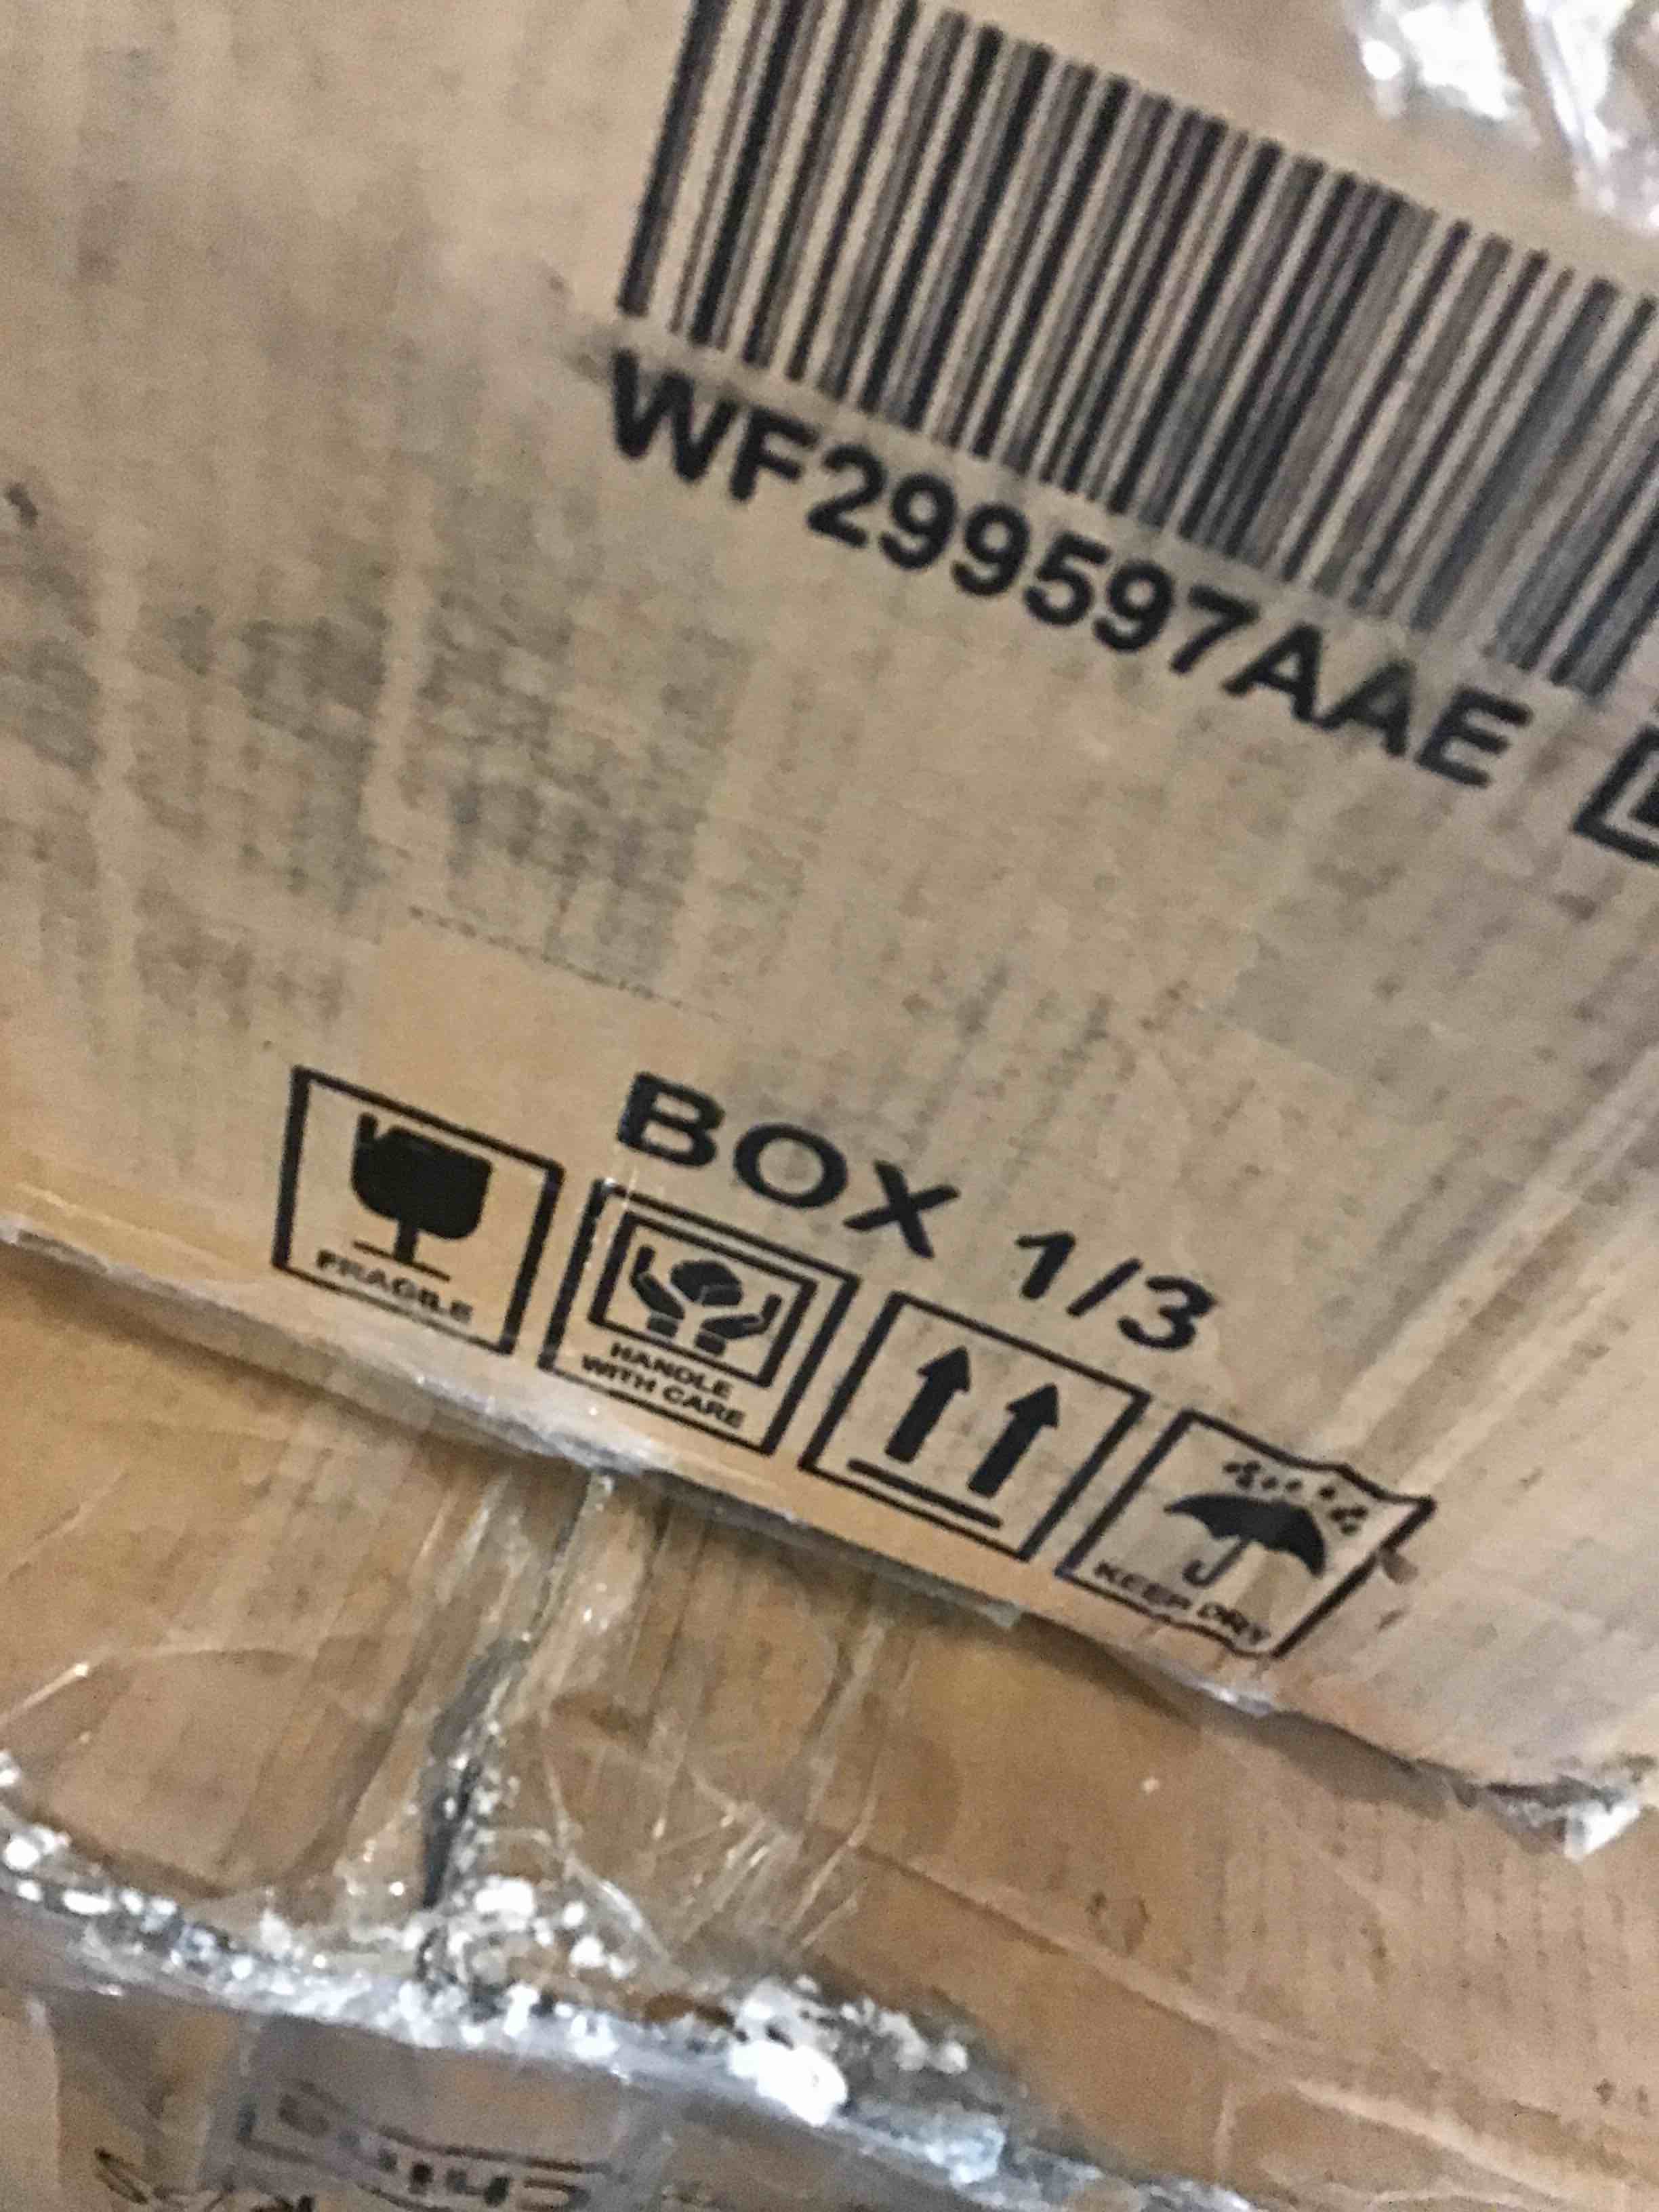 WF299597AAE
BOX 1/3
FRAGILE
HANDLE
WITH CARE
KEEP DRY